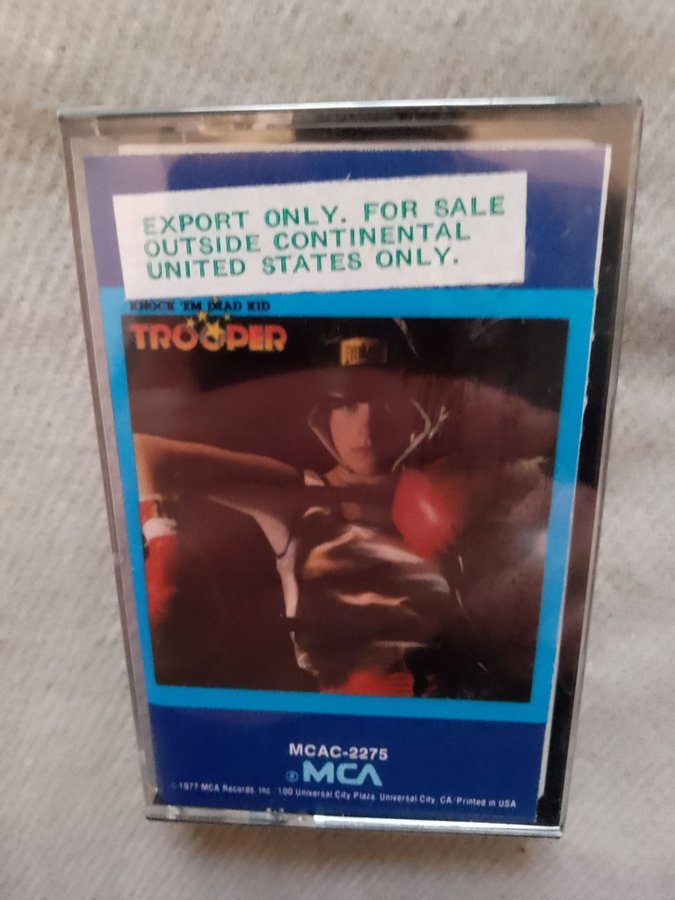 EXPORT ONLY. FOR SALE
OUTSIDE CONTINENTAL
UNITED STATES ONLY.
KNOCK 'EM DEAD KID
TROOPER
MCAC-2275
® MCA
© 1977 MCA Records, Inc 100 Universal City Plaza, Universal City, CA/Printed in USA